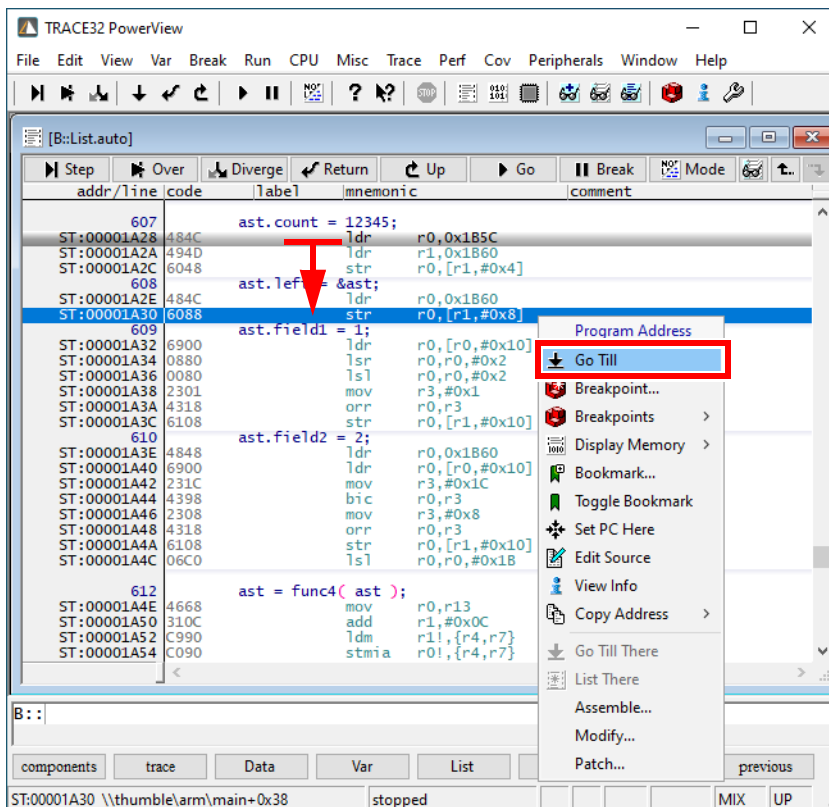 TRACE32 PowerView
File Edit View Var Break Run CPU Misc Trace Perf Cov Peripherals Window Help
[B::List.auto]
Step Over Diverge Return Up Go Break Mode
addr/line code label mnemonic comment
607 ast.count = 12345;
ST:00001A28 484C ldr r0,0x1B5C
ST:00001A2A 494D ldr r1,0x1B60
ST:00001A2C 6048 str r0,[r1,#0x4]
608 ast.left = &ast;
ST:00001A2E 484C ldr r0,0x1B60
ST:00001A30 6088 str r0,[r1,#0x8]
609 ast.field1 = 1;
ST:00001A32 6900 ldr r0,[r0,#0x10]
ST:00001A34 0880 lsr r0,r0,#0x2
ST:00001A36 0080 lsl r0,r0,#0x2
ST:00001A38 2301 mov r3,#0x1
ST:00001A3A 4318 orr r0,r3
ST:00001A3C 6108 str r0,[r1,#0x10]
610 ast.field2 = 2;
ST:00001A3E 4848 ldr r0,0x1B60
ST:00001A40 6900 ldr r0,[r0,#0x10]
ST:00001A42 231C mov r3,#0x1C
ST:00001A44 4398 bic r0,r3
ST:00001A46 2308 mov r3,#0x8
ST:00001A48 4318 orr r0,r3
ST:00001A4A 6108 str r0,[r1,#0x10]
ST:00001A4C 06C0 lsl r0,r0,#0x1B
612 ast = func4( ast );
ST:00001A4E 4668 mov r0,r13
ST:00001A50 310C add r1,#0x0C
ST:00001A52 C990 ldm r1!,{r4,r7}
ST:00001A54 C090 stmia r0!,{r4,r7}
Program Address
Go Till
Breakpoint...
Breakpoints
Display Memory
Bookmark...
Toggle Bookmark
Set PC Here
Edit Source
View Info
Copy Address
Go Till There
List There
Assemble...
Modify...
Patch...
B::
components trace Data Var List previous
ST:00001A30 \\thumble\arm\main+0x38 stopped MIX UP